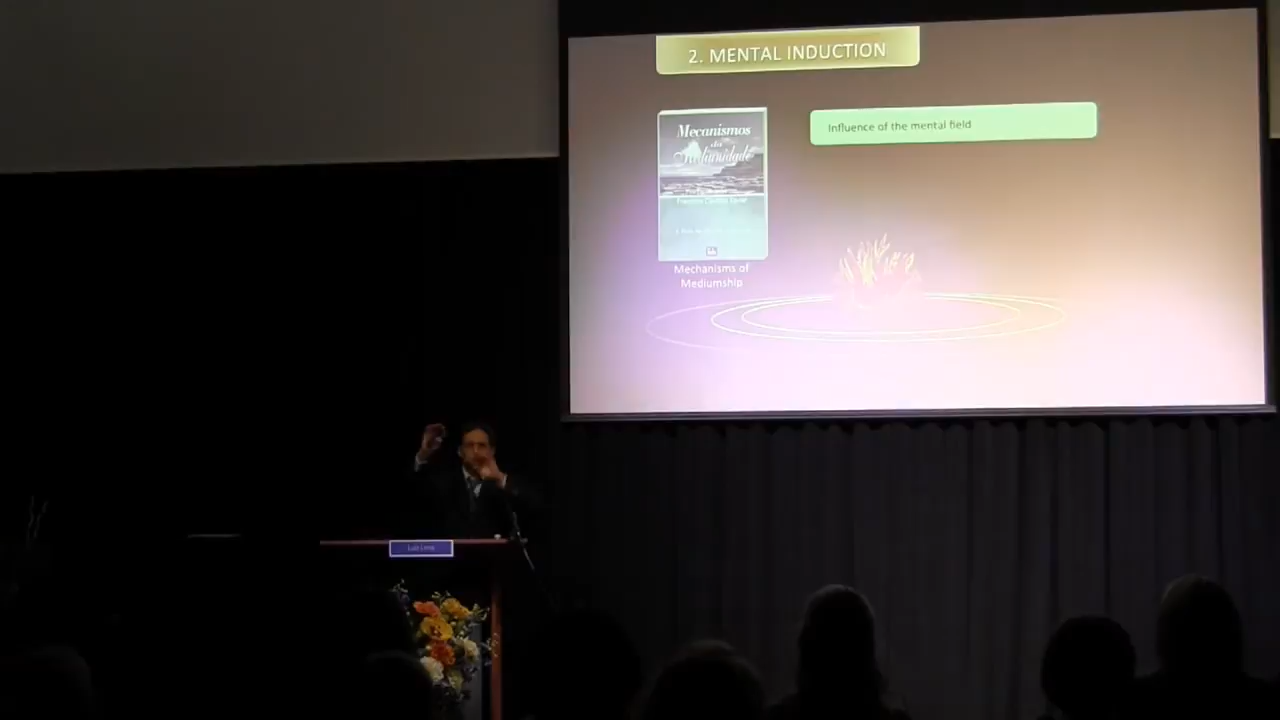 2. MENTAL INDUCTION
Influence of the mental field
Mecanismos
da
Mediunidade
Mechanisms of
Mediumship